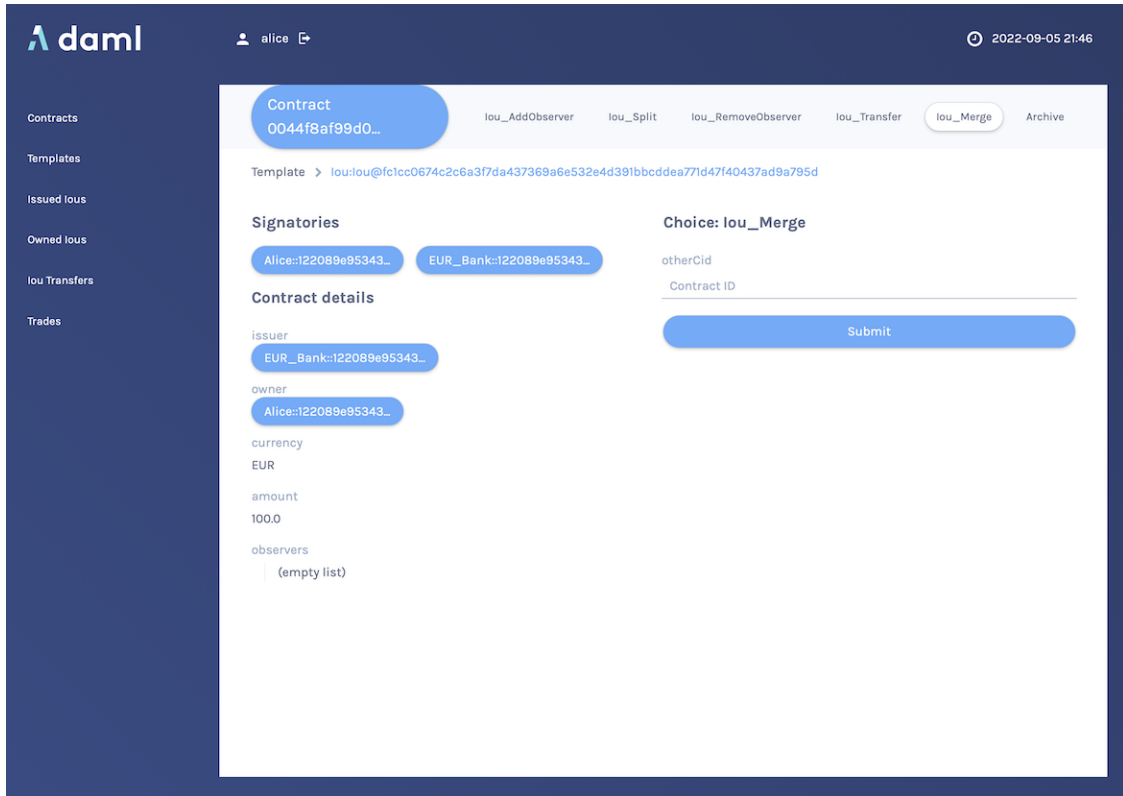 daml
alice
2022-09-05 21:46
Contracts
Templates
Issued Ious
Owned Ious
Iou Transfers
Trades
Contract
0044f8af99d0...
Iou_AddObserver
Iou_Split
Iou_RemoveObserver
Iou_Transfer
Iou_Merge
Archive
Template > Iou:Iou@fc1cc0674c2c6a3f7da437369a6e532e4d391bbcddea771d47f40437ad9a795d
Signatories
Alice::122089e95343...
EUR_Bank::122089e95343...
Contract details
issuer
EUR_Bank::122089e95343...
owner
Alice::122089e95343...
currency
EUR
amount
100.0
observers
(empty list)
Choice: Iou_Merge
otherCid
Contract ID
Submit